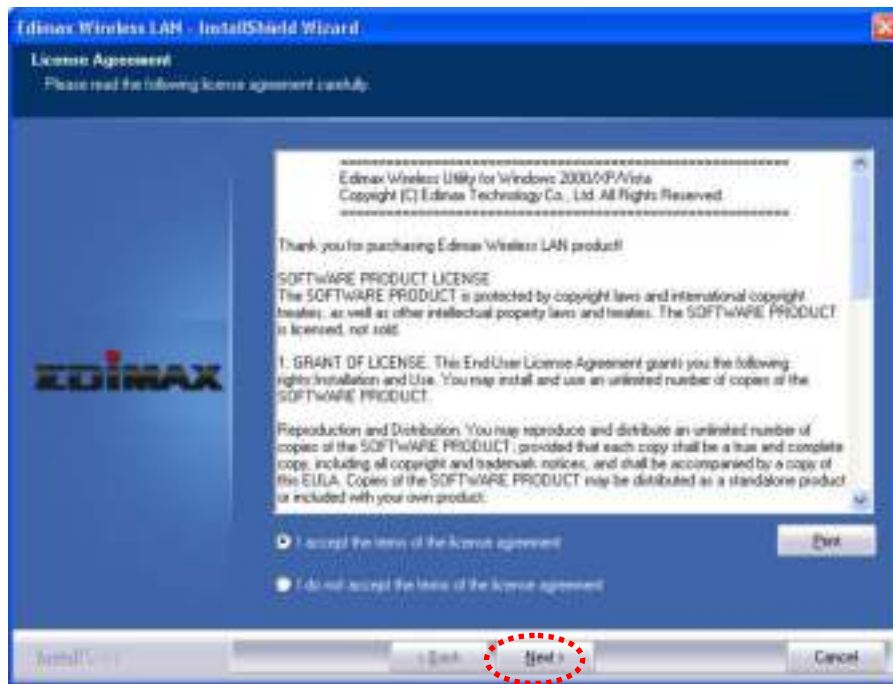 Edimax Wireless LAN - InstallShield Wizard
License Agreement
Please read the following license agreement carefully.
============================================================
Edimax Wireless Utility for Windows 2000/XP/Vista
Copyright (C) Edimax Technology Co., Ltd. All Rights Reserved.
============================================================
Thank you for purchasing Edimax Wireless LAN product!
SOFTWARE PRODUCT LICENSE
The SOFTWARE PRODUCT is protected by copyright laws and international copyright
treaties, as well as other intellectual property laws and treaties. The SOFTWARE PRODUCT
is licensed, not sold.
1. GRANT OF LICENSE. This End-User License Agreement grants you the following
rights:Installation and Use. You may install and use an unlimited number of copies of the
SOFTWARE PRODUCT.
Reproduction and Distribution. You may reproduce and distribute an unlimited number of
copies of the SOFTWARE PRODUCT; provided that each copy shall be a true and complete
copy, including all copyright and trademark notices, and shall be accompanied by a copy of
this EULA. Copies of the SOFTWARE PRODUCT may be distributed as a standalone product
or included with your own product.
EDIMAX
I accept the terms of the license agreement
Print
I do not accept the terms of the license agreement
< Back
Next >
Cancel